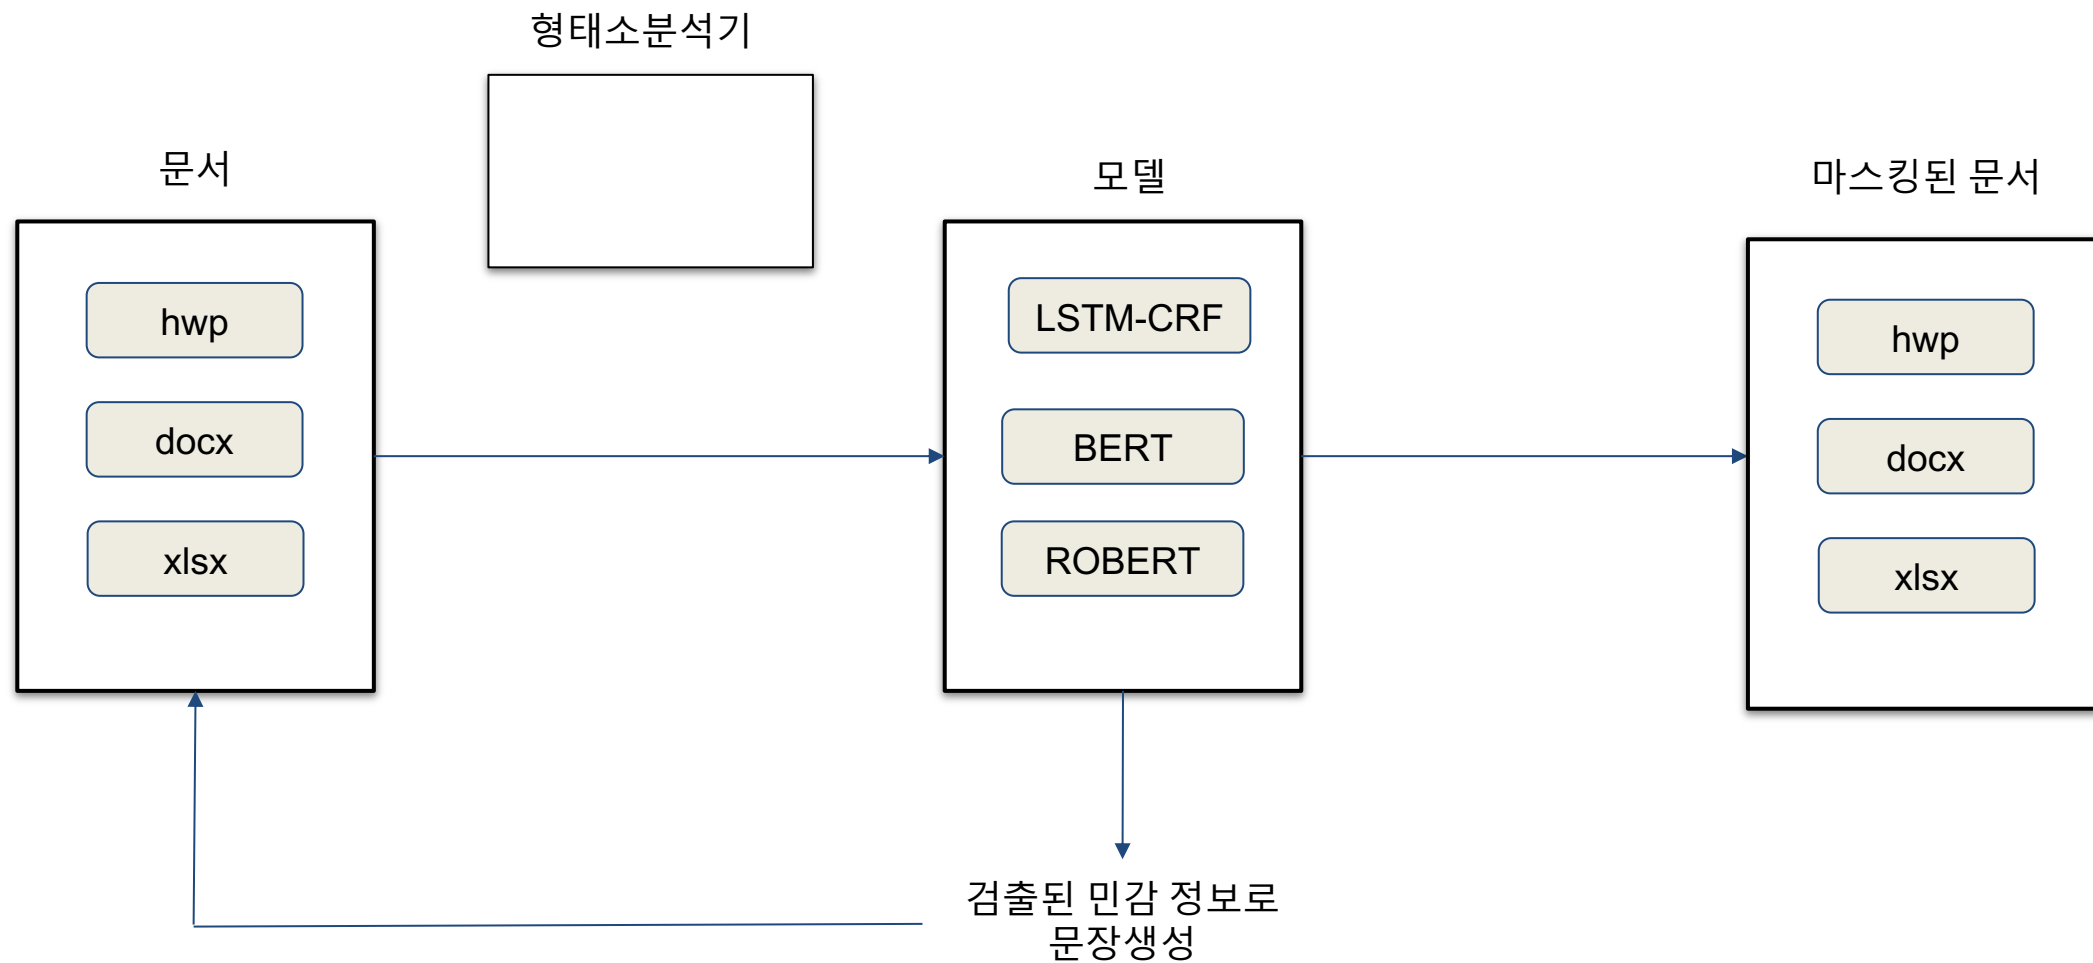 형태소분석기
문서
hwp
docx
xlsx
모델
LSTM-CRF
BERT
ROBERT
마스킹된 문서
hwp
docx
xlsx
검출된 민감 정보로
문장생성